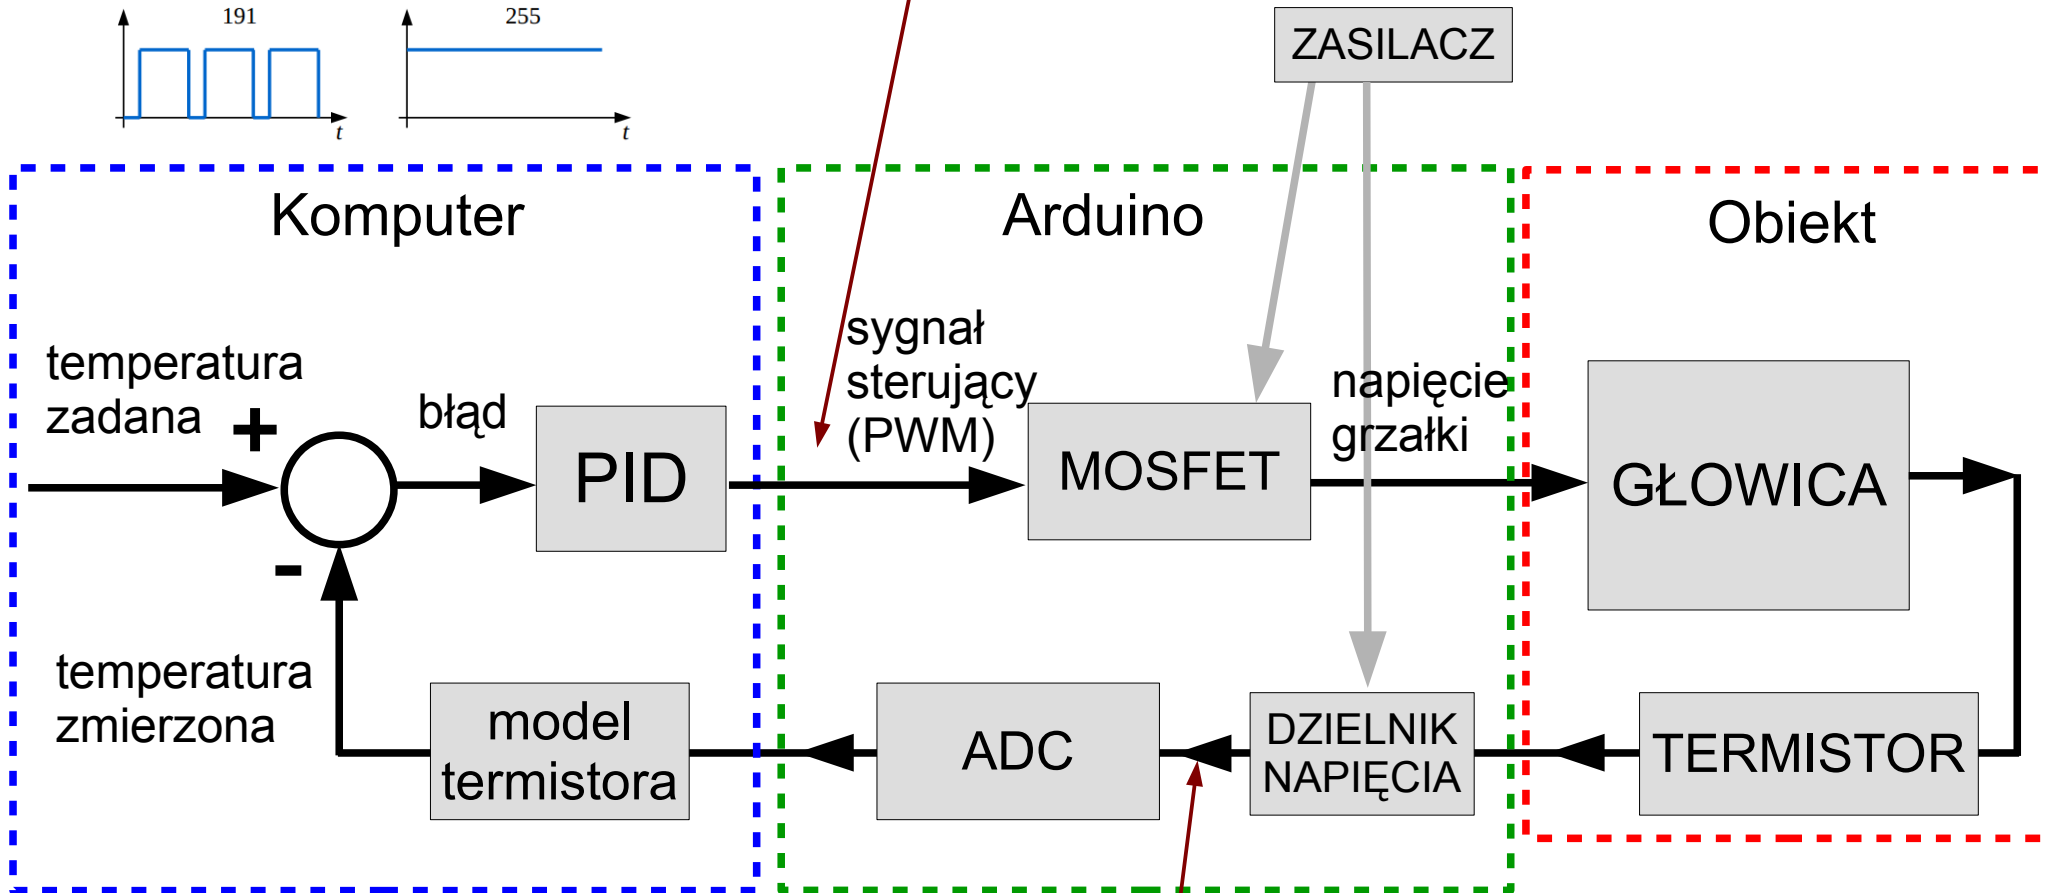 191
255
t
t
ZASILACZ
Komputer
Arduino
Obiekt
temperatura
zadana
+
-
błąd
PID
sygnał
sterujący
(PWM)
MOSFET
napięcie
grzałki
GŁOWICA
temperatura
zmierzona
model
termistora
ADC
DZIELNIK
NAPIĘCIA
TERMISTOR